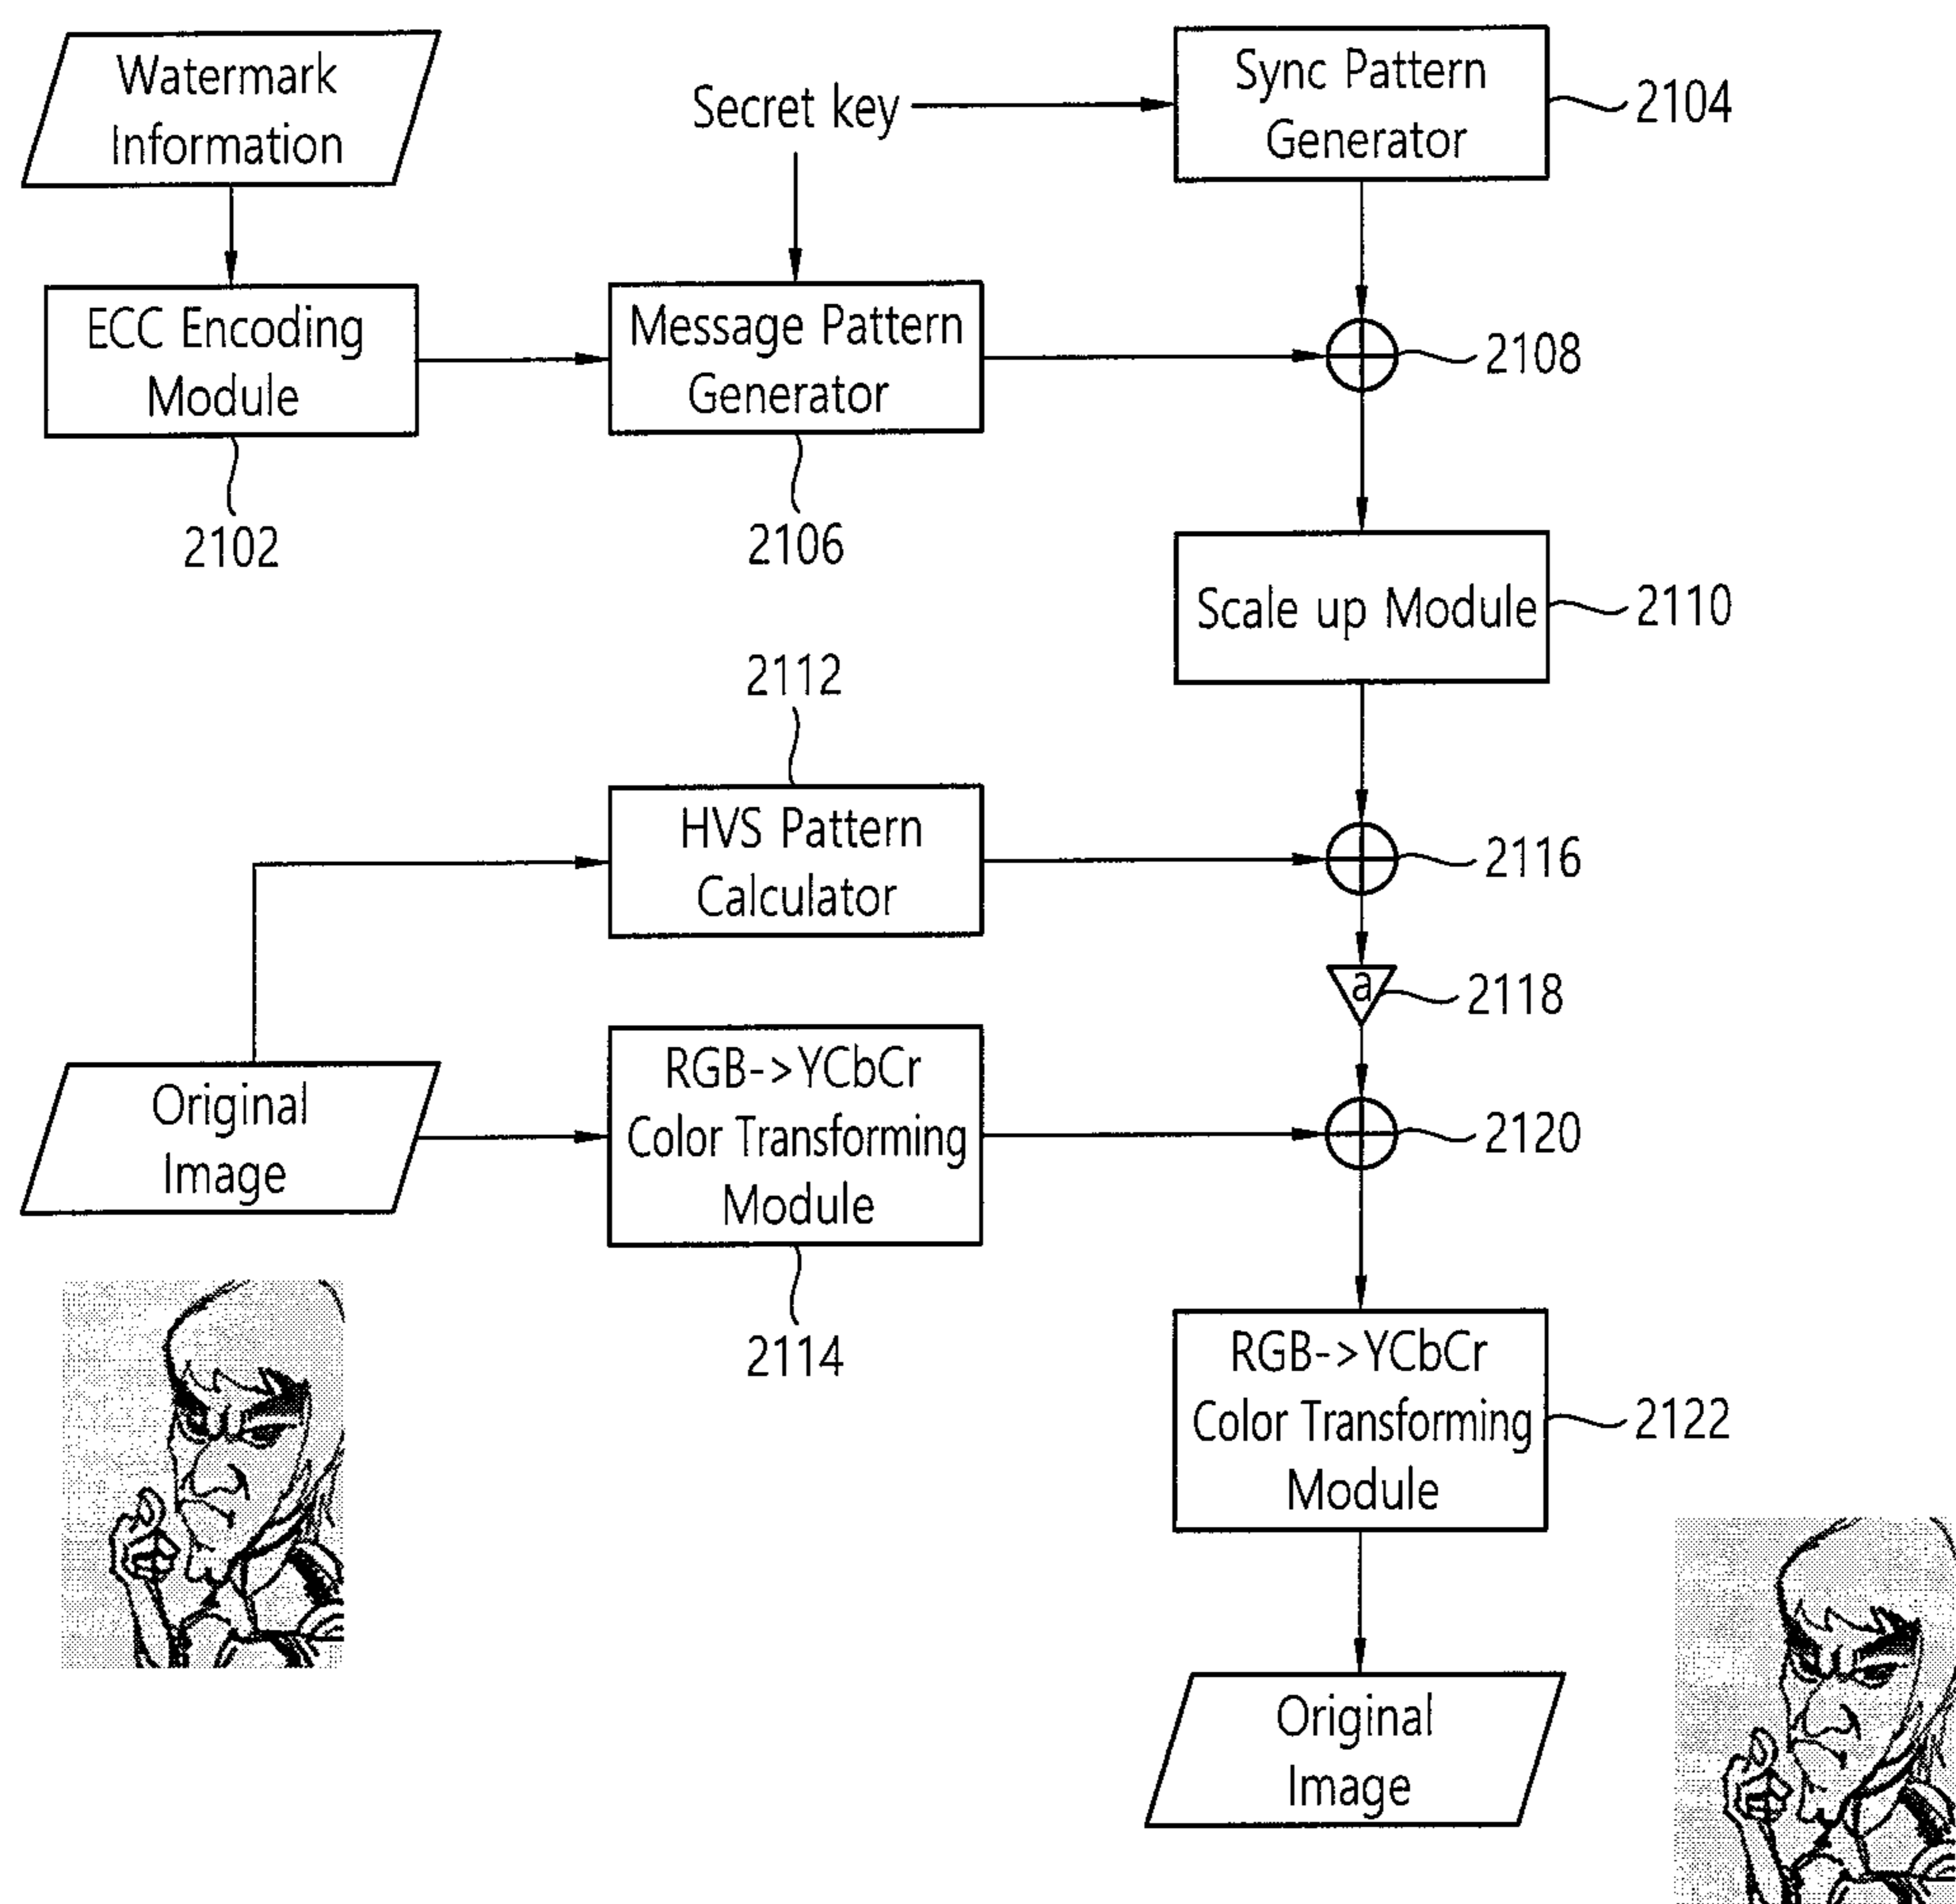 Watermark
Information
Secret key
Sync Pattern
Generator
2104
ECC Encoding
Module
2102
Message Pattern
Generator
2106
2108
Scale up Module
2110
2112
HVS Pattern
Calculator
2116
a
2118
Original
Image
RGB->YCbCr
Color Transforming
Module
2114
2120
RGB->YCbCr
Color Transforming
Module
2122
Original
Image